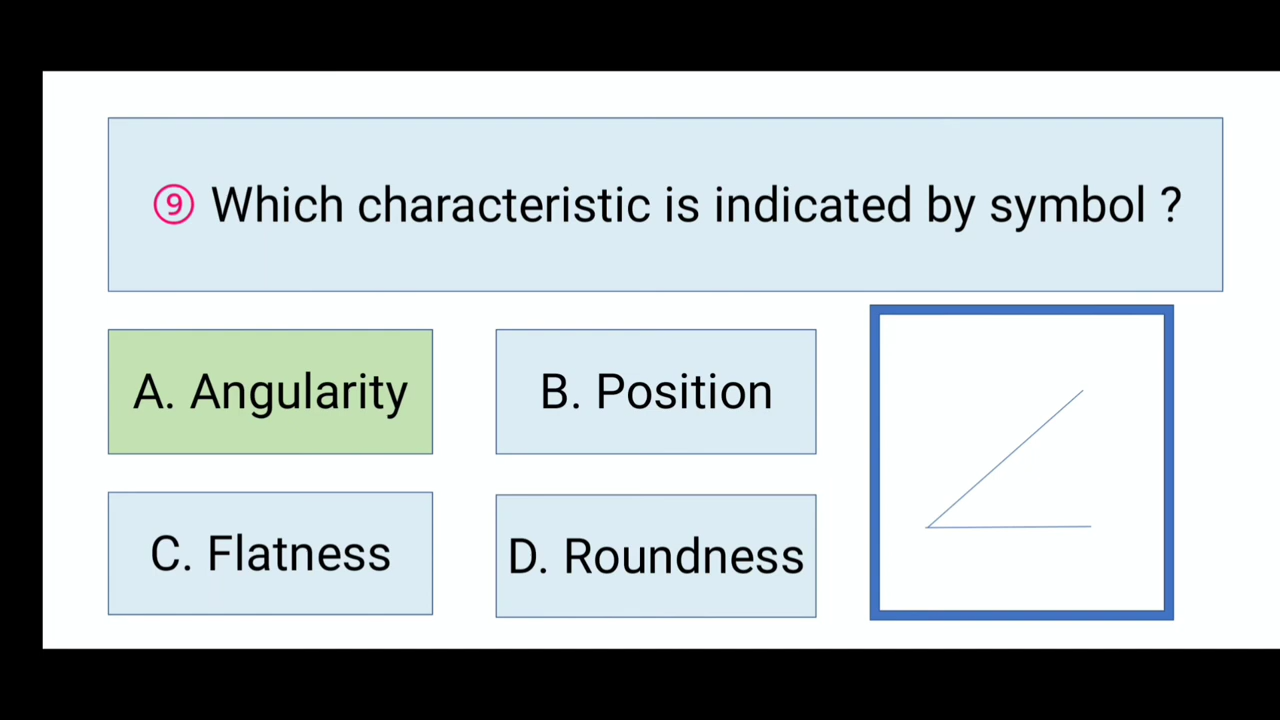 ⑨ Which characteristic is indicated by symbol ?
A. Angularity
B. Position
C. Flatness
D. Roundness